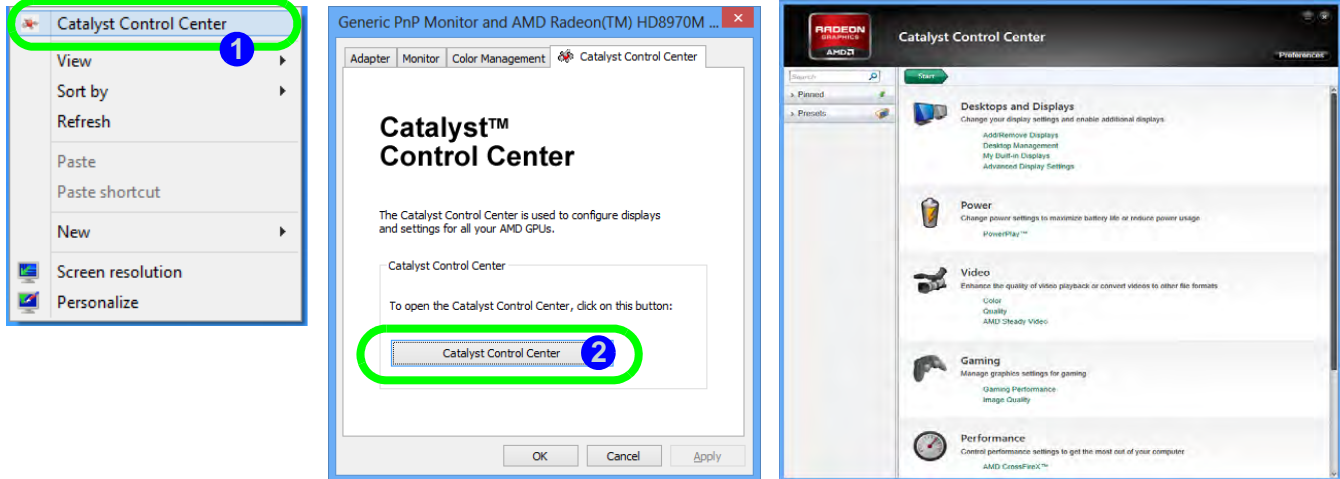 Catalyst Control Center
1
View
Sort by
Refresh
Paste
Paste shortcut
New
Screen resolution
Personalize
Generic PnP Monitor and AMD Radeon(TM) HD8970M ...
Adapter
Monitor
Color Management
Catalyst Control Center
Catalyst™
Control Center
The Catalyst Control Center is used to configure displays
and settings for all your AMD GPUs.
Catalyst Control Center
To open the Catalyst Control Center, click on this button:
Catalyst Control Center
2
OK
Cancel
Apply
RADEON
GRAPHICS
AMD
Catalyst Control Center
Preferences
Search
Start
Pinned
Presets
Desktops and Displays
Change your display settings and enable additional displays
Add/Remove Displays
Desktop Management
My Built-in Displays
Advanced Display Settings
Power
Change power settings to maximize battery life or reduce power usage
PowerPlay™
Video
Enhance the quality of video playback or convert videos to other file formats
Color
Quality
AMD Steady Video
Gaming
Manage graphics settings for gaming
Gaming Performance
Image Quality
Performance
Control performance settings to get the most out of your computer
AMD CrossFireX™